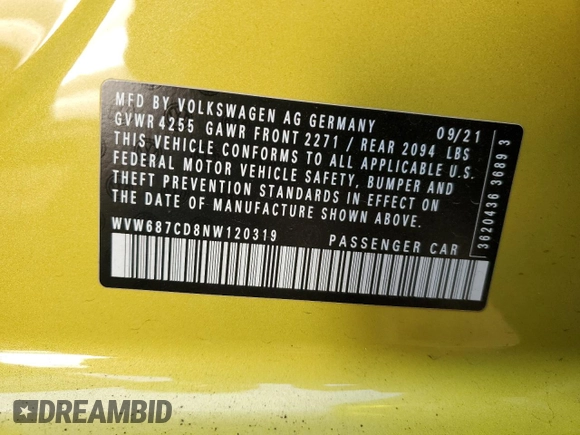 MFD BY VOLKSWAGEN AG GERMANY 09/21
GVWR 4255 GAWR FRONT 2271 / REAR 2094 LBS
THIS VEHICLE CONFORMS TO ALL APPLICABLE U.S.
FEDERAL MOTOR VEHICLE SAFETY, BUMPER AND
THEFT PREVENTION STANDARDS IN EFFECT ON
THE DATE OF MANUFACTURE SHOWN ABOVE.
WVW687CD8NW120319 PASSENGER CAR
3620436 3689 3
DREAMBID